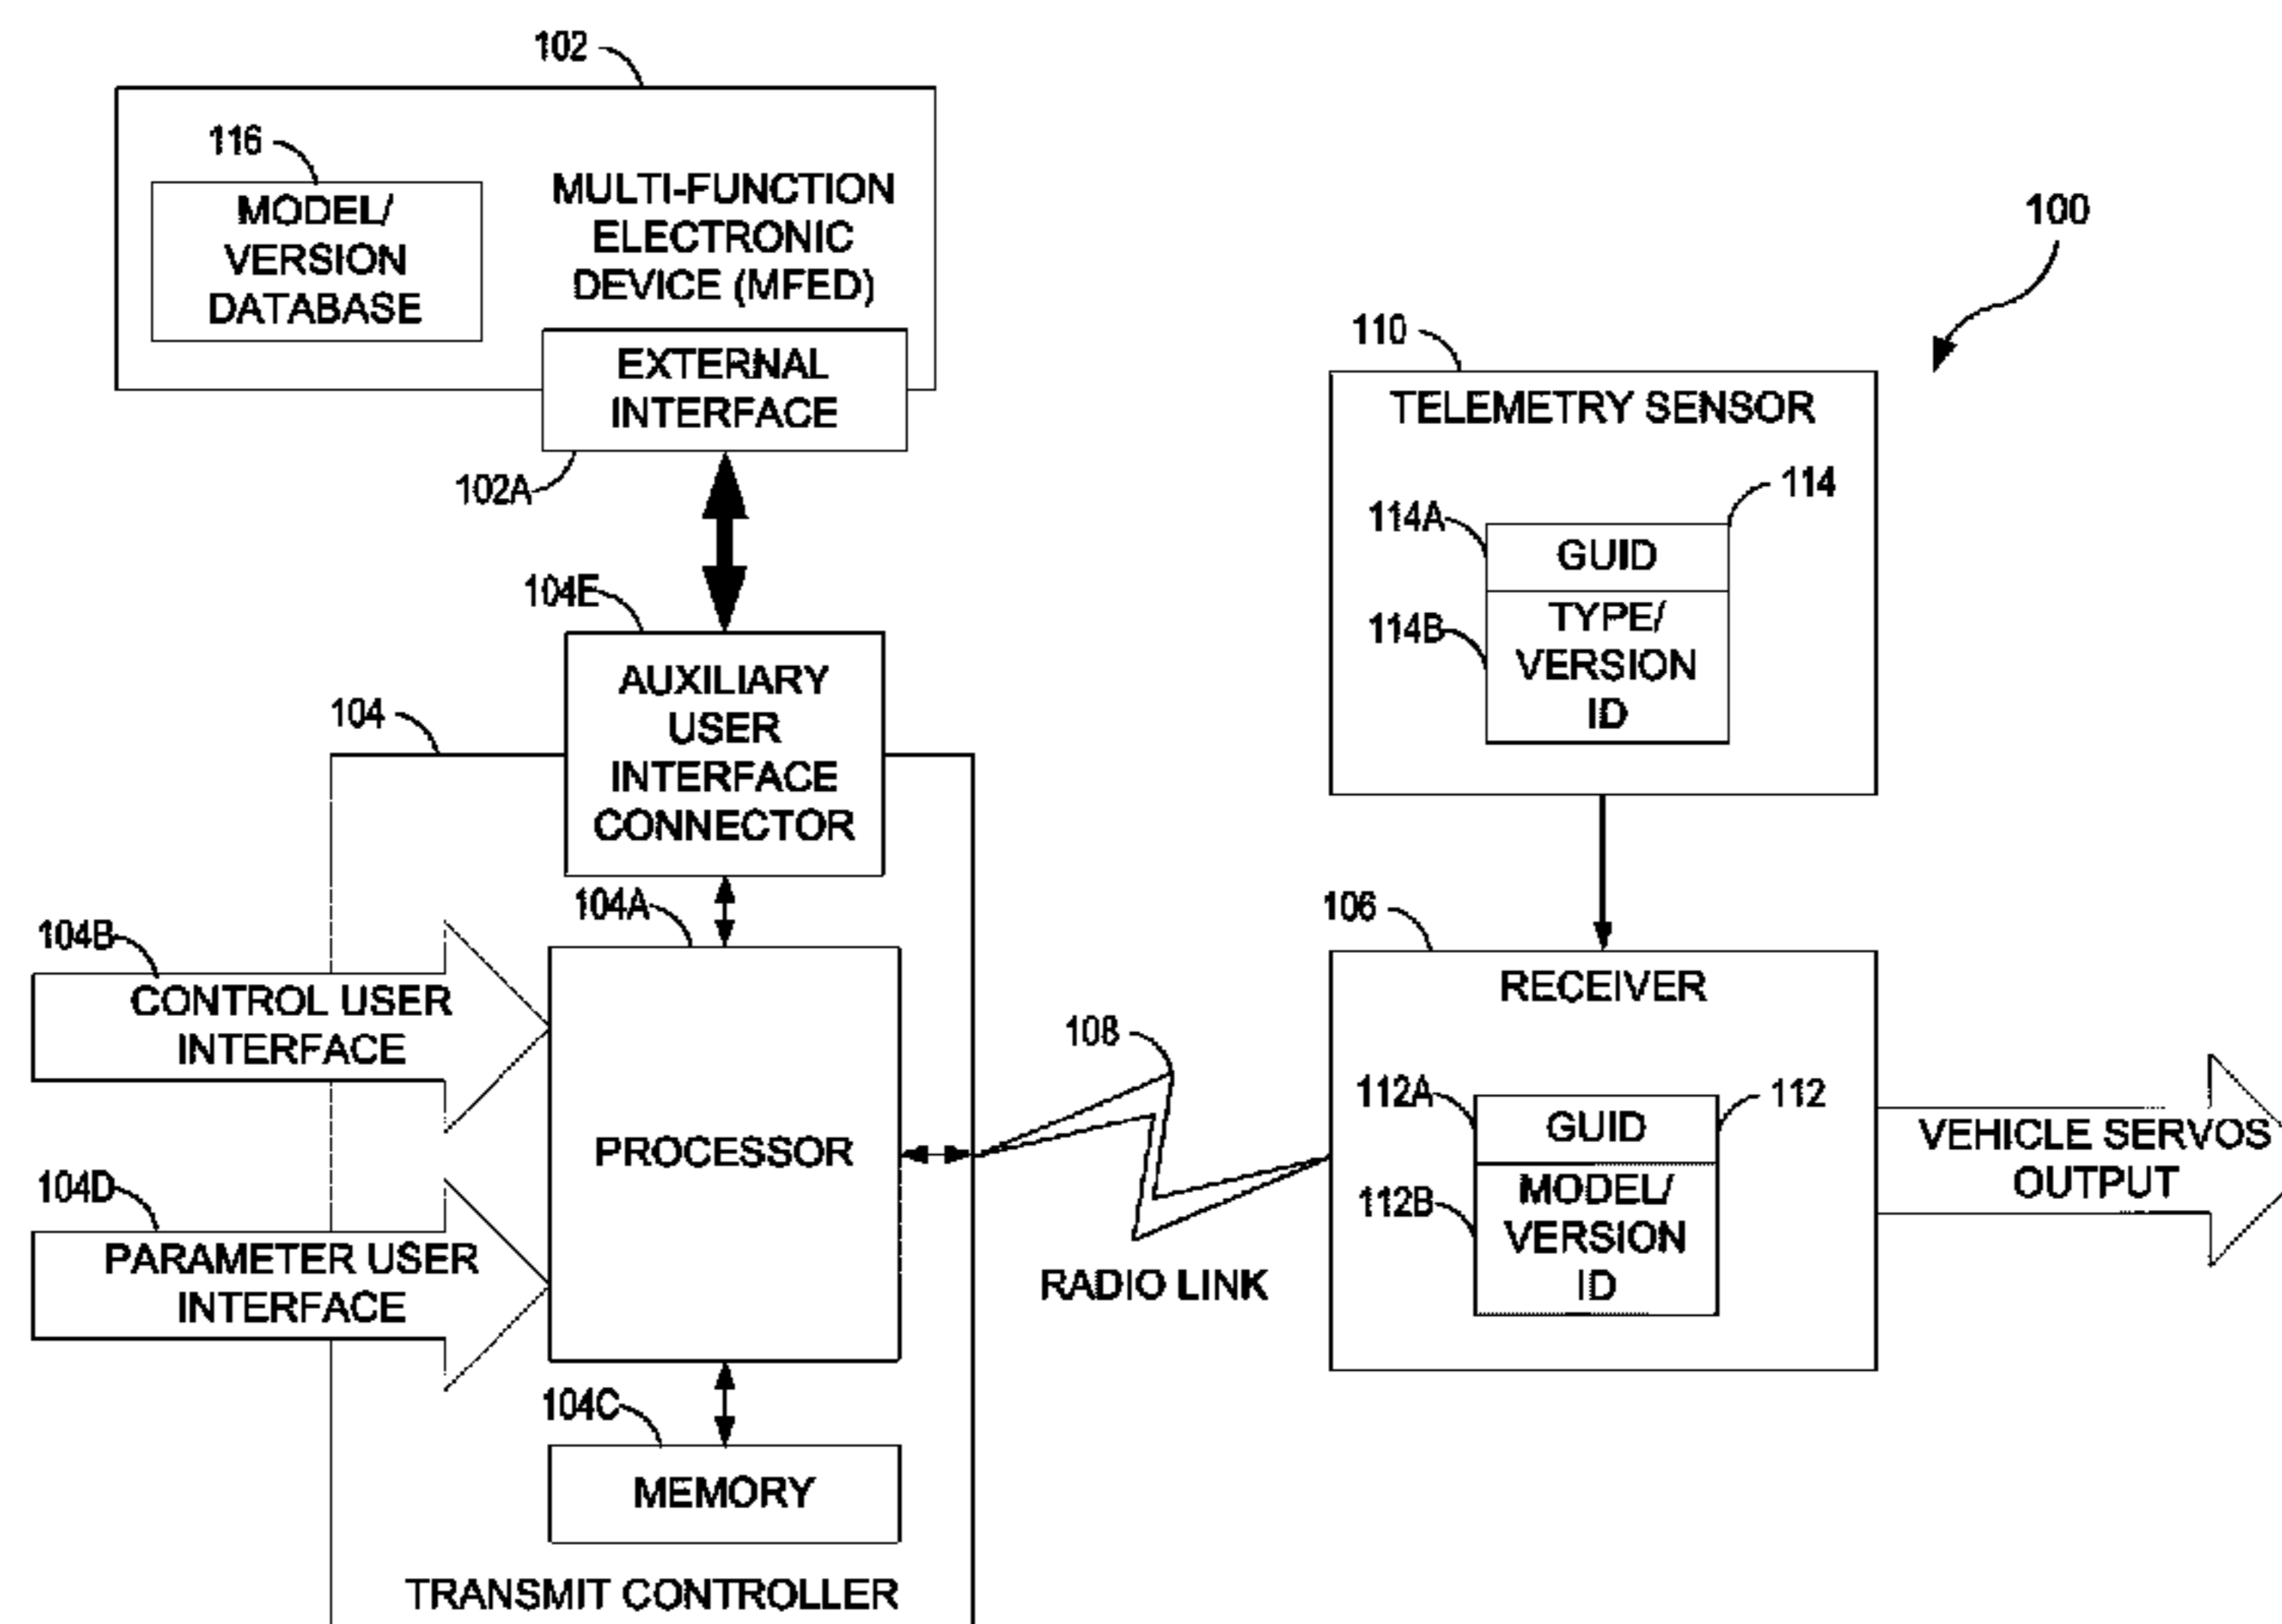 102
116
MODEL/
VERSION
DATABASE
MULTI-FUNCTION
ELECTRONIC
DEVICE (MFED)
EXTERNAL
INTERFACE
102A
100
110
TELEMETRY SENSOR
114
114A
GUID
114B
TYPE/
VERSION
ID
104E
AUXILIARY
USER
INTERFACE
CONNECTOR
104
104A
104B
CONTROL USER
INTERFACE
PROCESSOR
104D
PARAMETER USER
INTERFACE
104C
MEMORY
TRANSMIT CONTROLLER
108
RADIO LINK
106
RECEIVER
112A
112
GUID
112B
MODEL/
VERSION
ID
VEHICLE SERVOS
OUTPUT